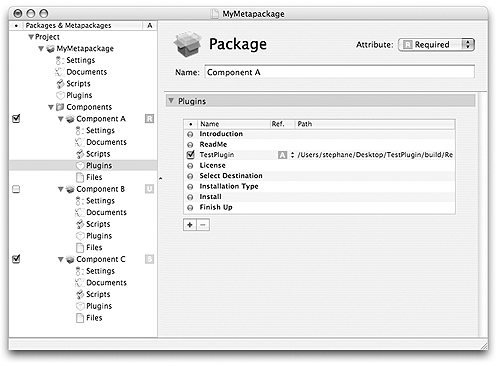 MyMetapackage
Packages & Metapackages A
Project
MyMetapackage
Settings
Documents
Scripts
Plugins
Components
Component A R
Settings
Documents
Scripts
Plugins
Files
Component B U
Settings
Documents
Scripts
Plugins
Files
Component C S
Settings
Documents
Scripts
Plugins
Files
Package
Attribute: R Required
Name: Component A
Plugins
Name Ref. Path
Introduction
ReadMe
TestPlugin A /Users/stephane/Desktop/TestPlugin/build/Re
License
Select Destination
Installation Type
Install
Finish Up
+ −